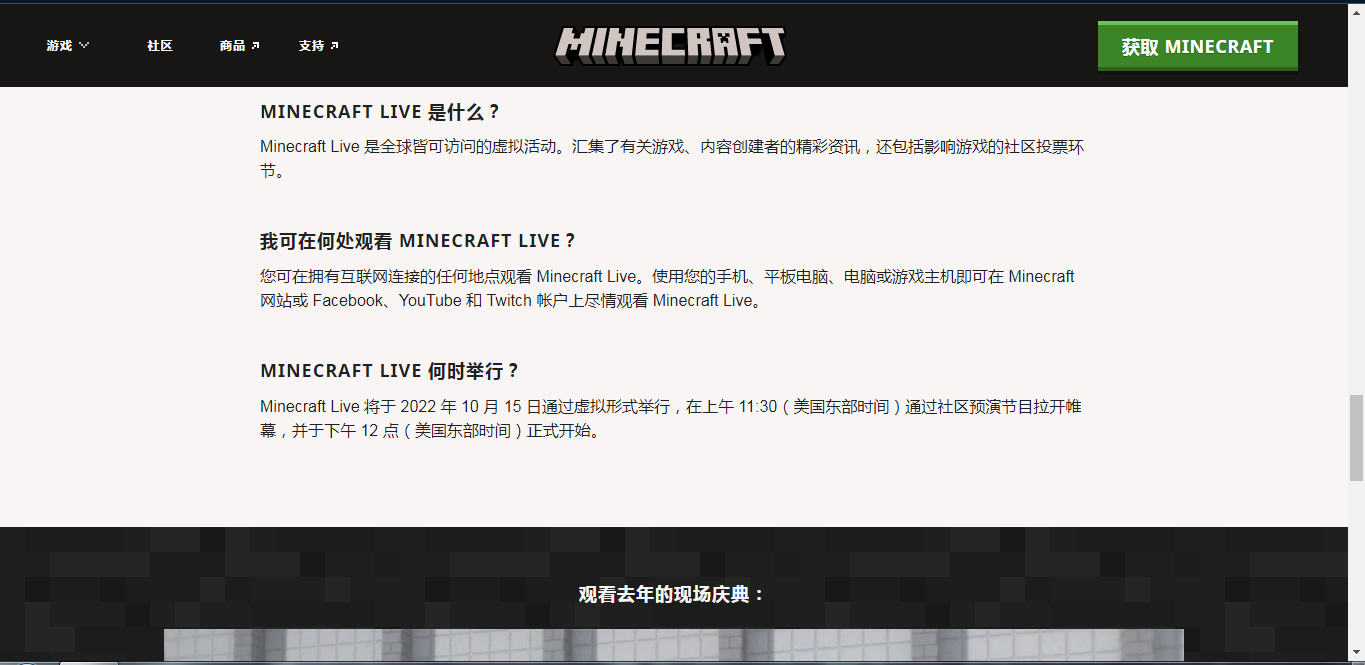 游戏 社区 商品 支持 MINECRAFT 获取 MINECRAFT
MINECRAFT LIVE 是什么？
Minecraft Live 是全球皆可访问的虚拟活动。汇集了有关游戏、内容创建者的精彩资讯，还包括影响游戏的社区投票环
节。
我可在何处观看 MINECRAFT LIVE？
您可在拥有互联网连接的任何地点观看 Minecraft Live。使用您的手机、平板电脑、电脑或游戏主机即可在 Minecraft
网站或 Facebook、YouTube 和 Twitch 帐户上尽情观看 Minecraft Live。
MINECRAFT LIVE 何时举行？
Minecraft Live 将于 2022 年 10 月 15 日通过虚拟形式举行，在上午 11:30（美国东部时间）通过社区预演节目拉开帷
幕，并于下午 12 点（美国东部时间）正式开始。
观看去年的现场庆典：